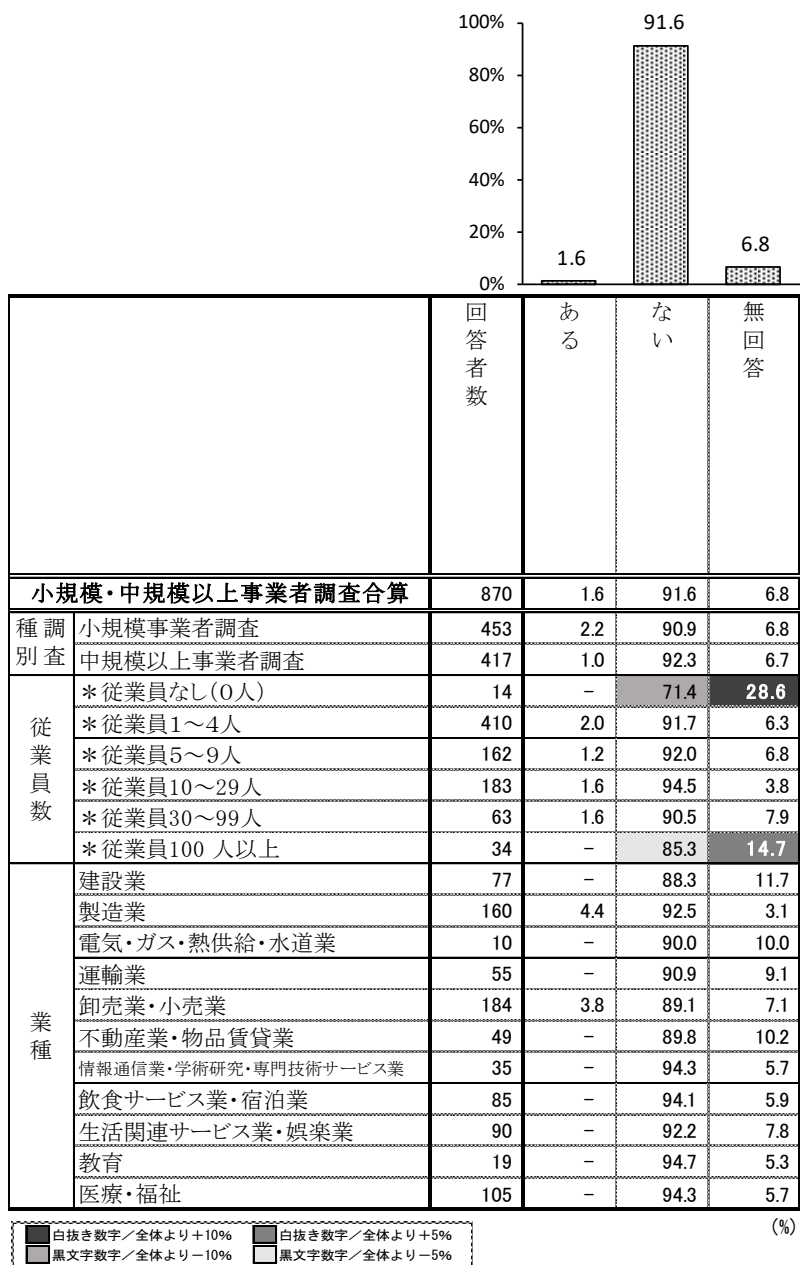 100%
80%
60%
40%
20%
0%
1.6
91.6
6.8
回答者数 ある ない 無回答
小規模・中規模以上事業者調査合算 870 1.6 91.6 6.8
調査種別
小規模事業者調査 453 2.2 90.9 6.8
中規模以上事業者調査 417 1.0 92.3 6.7
従業員数
＊従業員なし(0人) 14 － 71.4 28.6
＊従業員1～4人 410 2.0 91.7 6.3
＊従業員5～9人 162 1.2 92.0 6.8
＊従業員10～29人 183 1.6 94.5 3.8
＊従業員30～99人 63 1.6 90.5 7.9
＊従業員100 人以上 34 － 85.3 14.7
業種
建設業 77 － 88.3 11.7
製造業 160 4.4 92.5 3.1
電気・ガス・熱供給・水道業 10 － 90.0 10.0
運輸業 55 － 90.9 9.1
卸売業・小売業 184 3.8 89.1 7.1
不動産業・物品賃貸業 49 － 89.8 10.2
情報通信業・学術研究・専門技術サービス業 35 － 94.3 5.7
飲食サービス業・宿泊業 85 － 94.1 5.9
生活関連サービス業・娯楽業 90 － 92.2 7.8
教育 19 － 94.7 5.3
医療・福祉 105 － 94.3 5.7
(%)
白抜き数字／全体より＋10% 白抜き数字／全体より＋5%
黒文字数字／全体より－10% 黒文字数字／全体より－5%